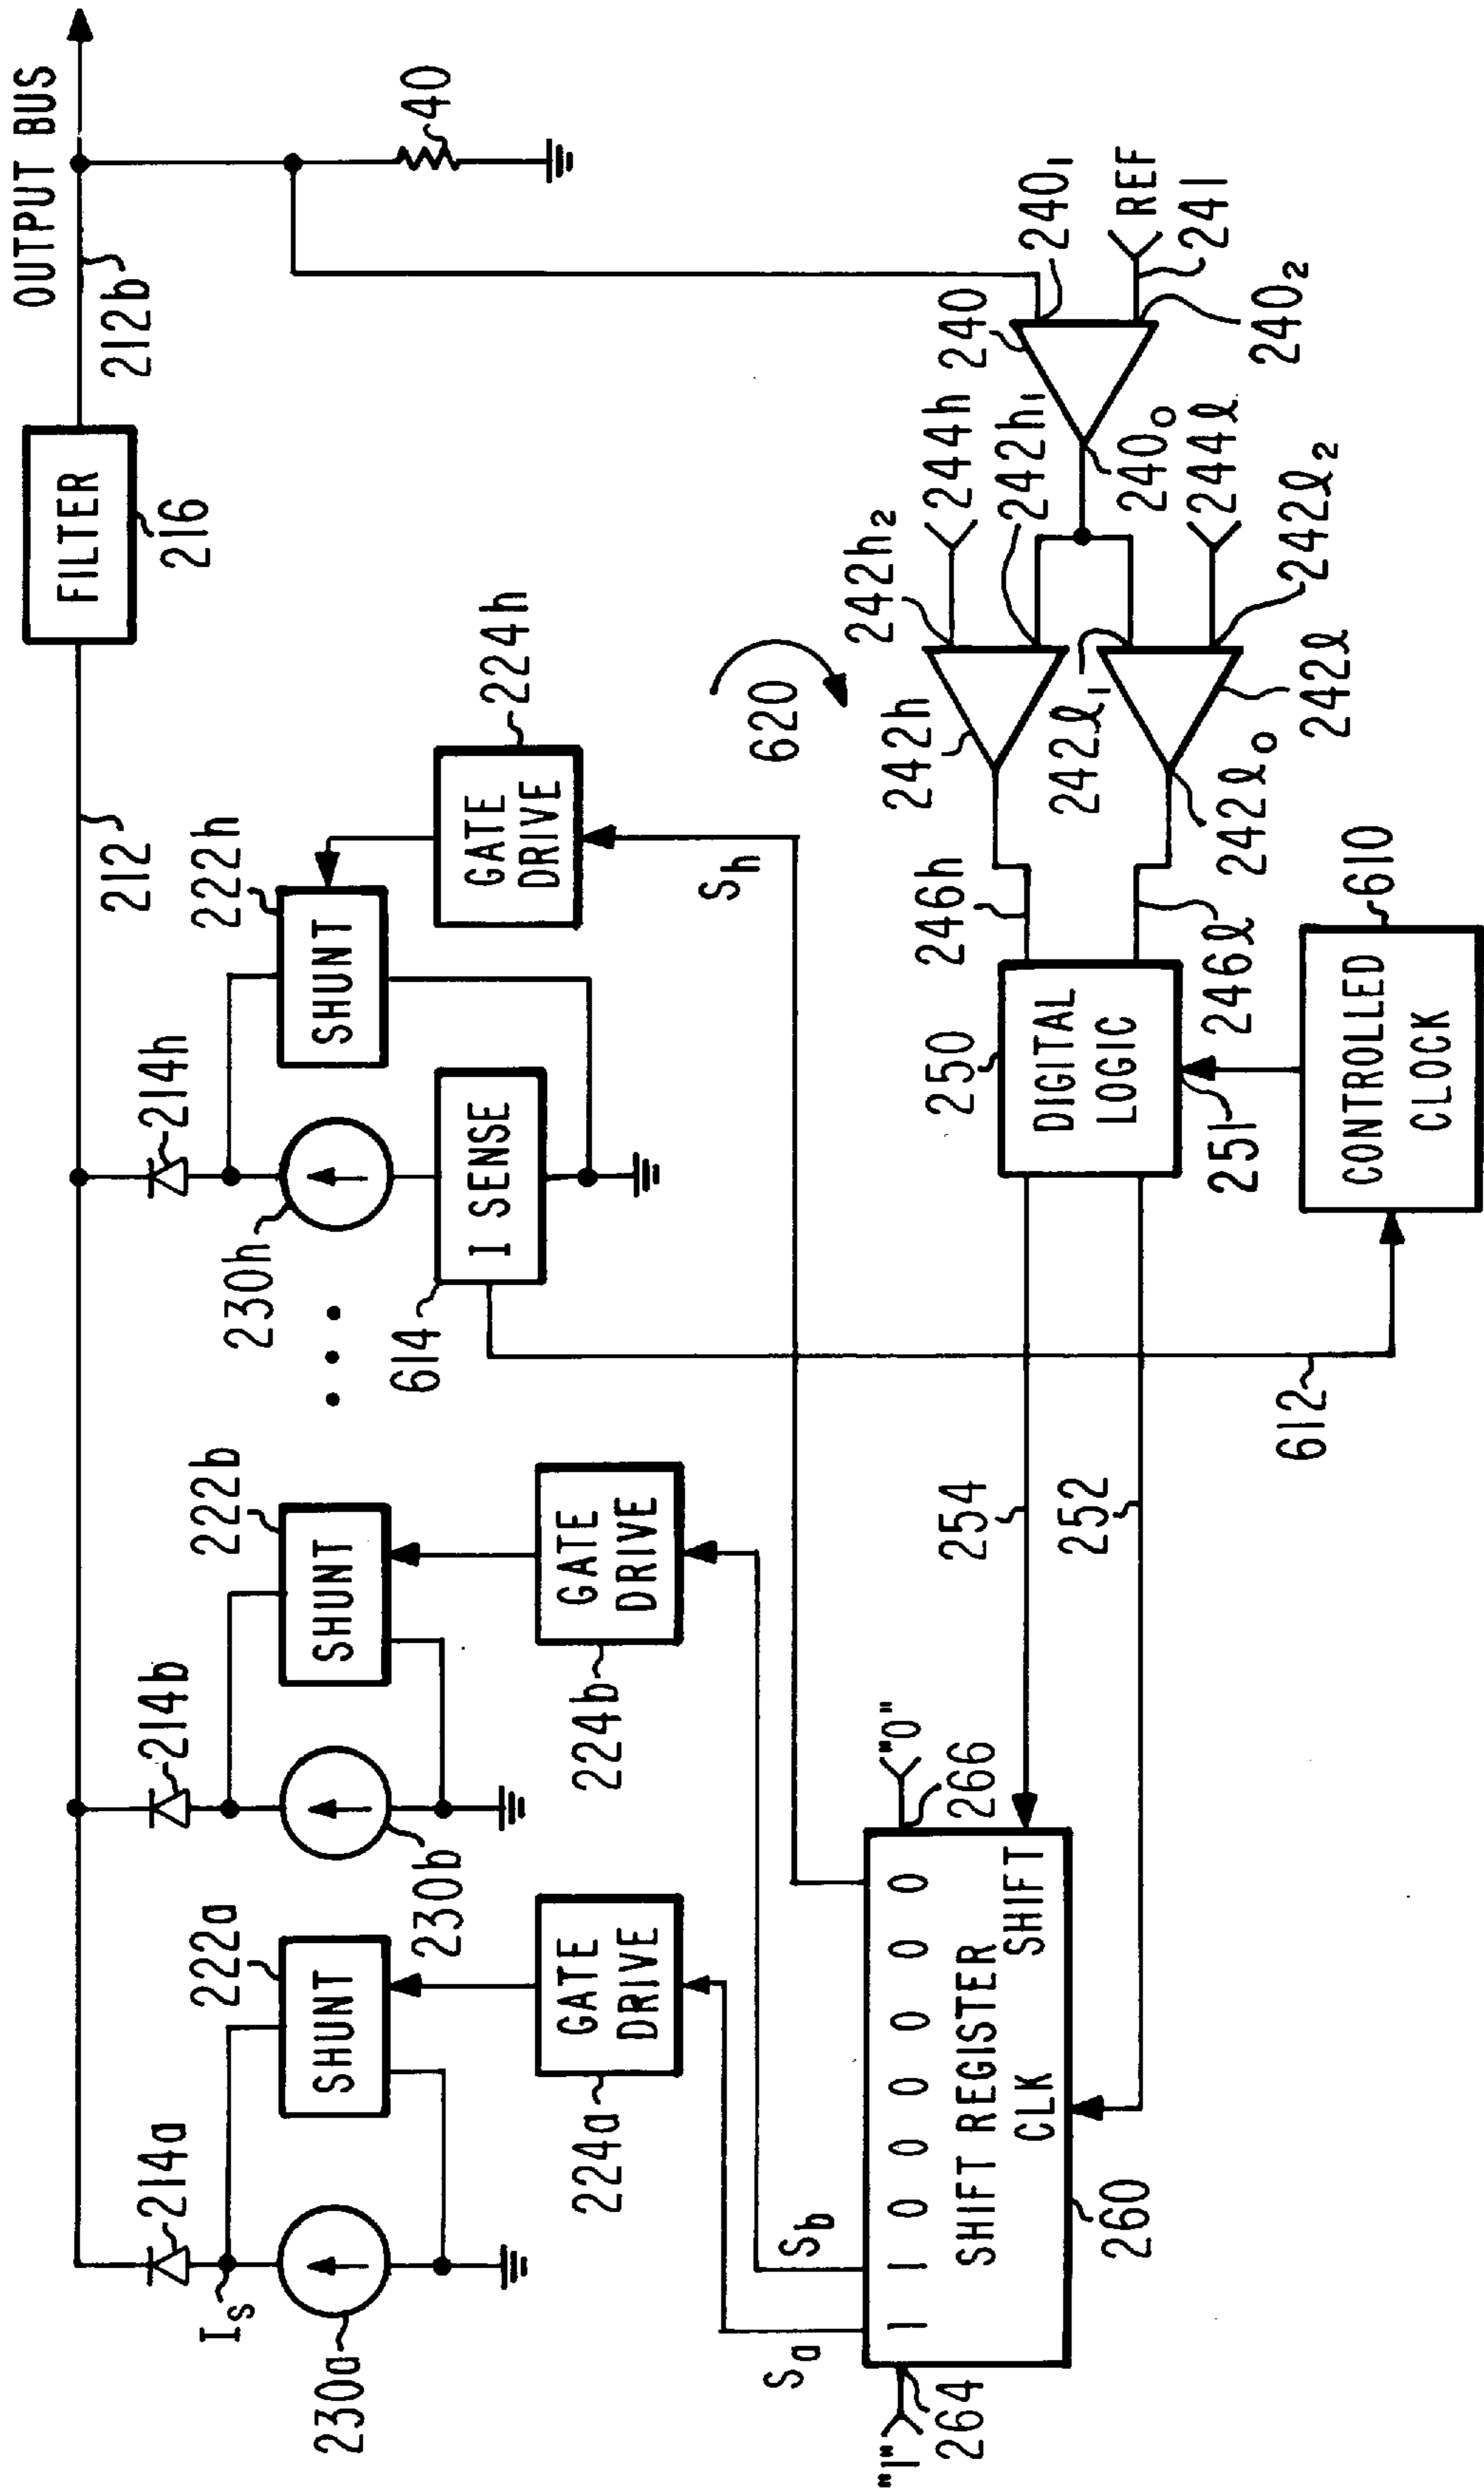 OUTPUT BUS
212b
FILTER
216
40
212
222h
214h
230h
SHUNT
224h
GATE
DRIVE
I SENSE
614
Sh
222b
214b
230b
SHUNT
GATE
DRIVE
224b
Sb
222a
214a
Is
230a
SHUNT
GATE
DRIVE
224a
Sa
620
240₁
REF
241
240
240₂
240₀
244h
242h₁
242h₂
242h
244ℓ
242ℓ₂
242ℓ₁
242ℓ
242ℓ₀
246h
246ℓ
250
DIGITAL
LOGIC
251
610
CONTROLLED
CLOCK
612
254
252
"0"
266
1 1 0 0 0 0 0 0
SHIFT REGISTER
CLK SHIFT
260
264
"1"